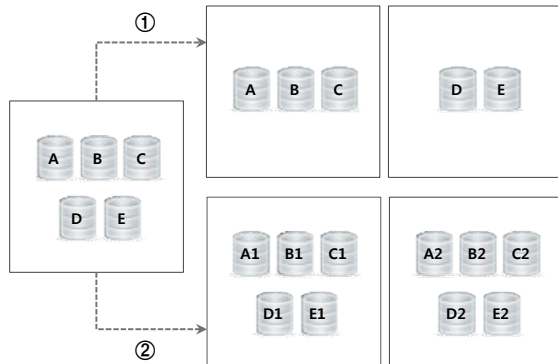 ①
A B C D E
A B C
D E
A1 B1 C1 A2 B2 C2
D1 E1 D2 E2
②